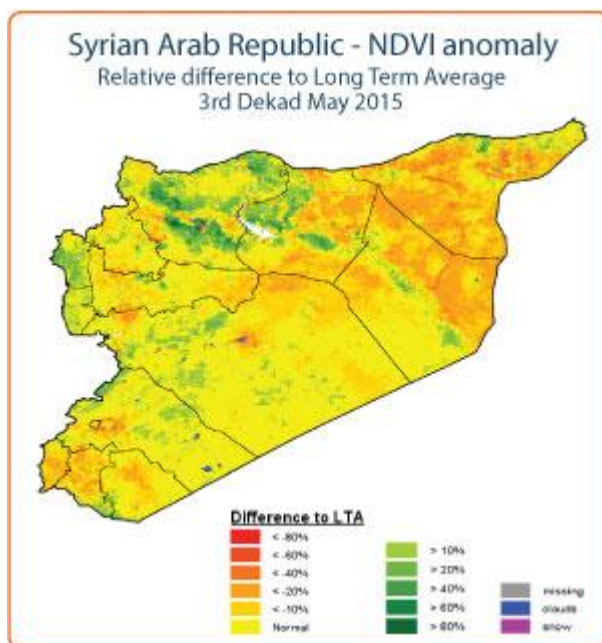 Syrian Arab Republic - NDVI anomaly
Relative difference to Long Term Average
3rd Dekad May 2015
Difference to LTA
< -80%
< -60%
< -40%
< -20%
< -10%
Normal
> 10%
> 20%
> 40%
> 60%
> 80%
missing
clouds
snow